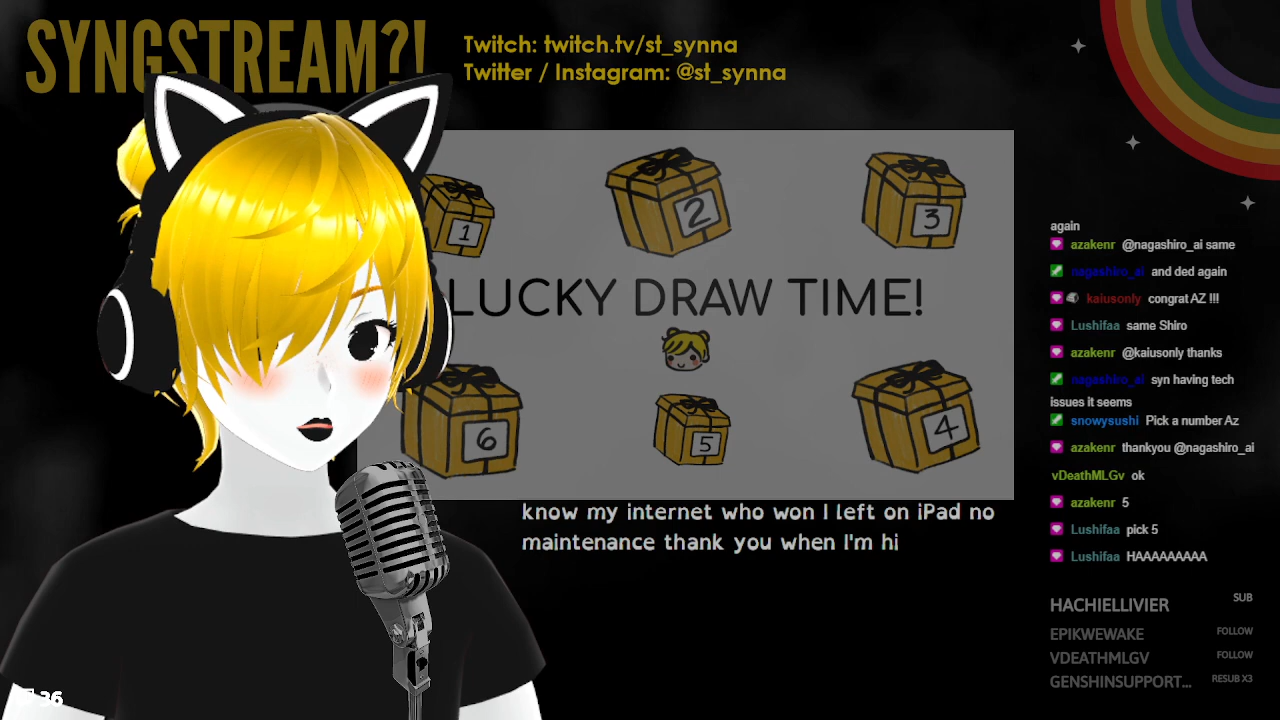 SYNGSTREAM?!
Twitch: twitch.tv/st_synna
Twitter / Instagram: @st_synna
1
2
3
LUCKY DRAW TIME!
6
5
4
know my internet who won I left on iPad no
maintenance thank you when I'm hi
again
azakenr @nagashiro_ai same
nagashiro_ai and ded again
kaiusonly congrat AZ !!!
Lushifaa same Shiro
azakenr @kaiusonly thanks
nagashiro_ai syn having tech
issues it seems
snowysushi Pick a number Az
azakenr thankyou @nagashiro_ai
vDeathMLGv ok
azakenr 5
Lushifaa pick 5
Lushifaa HAAAAAAAAA
HACHIELLIVIER SUB
EPIKWEWAKE FOLLOW
VDEATHMLGV FOLLOW
GENSHINSUPPORT... RESUB X3
36